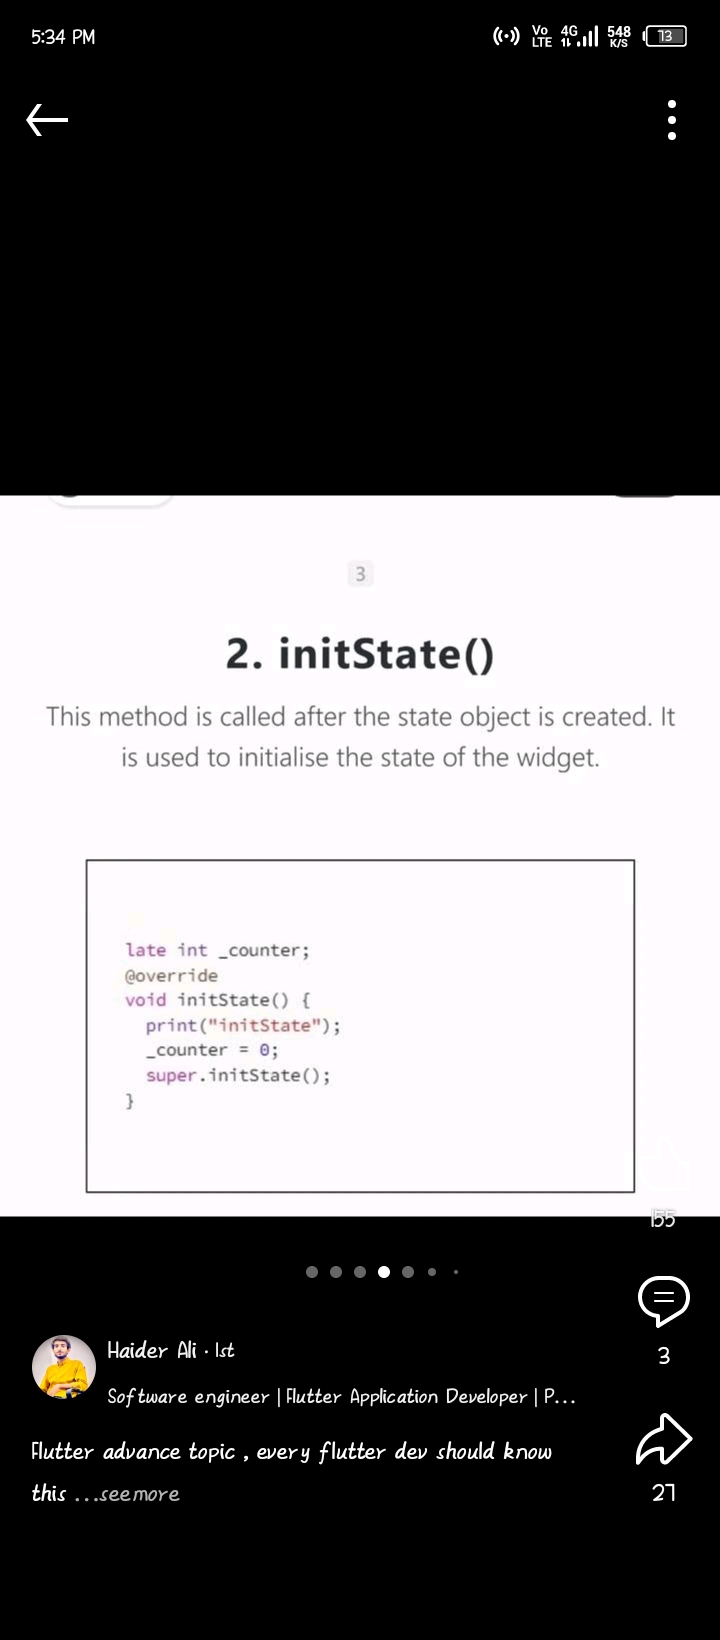 5:34 PM
Vo LTE 4G 548 K/S 73
3
2. initState()
This method is called after the state object is created. It
is used to initialise the state of the widget.
late int _counter;
@override
void initState() {
  print("initState");
  _counter = 0;
  super.initState();
}
155
3
Haider Ali · 1st
Software engineer | Flutter Application Developer | P...
Flutter advance topic , every flutter dev should know
this ...see more
27